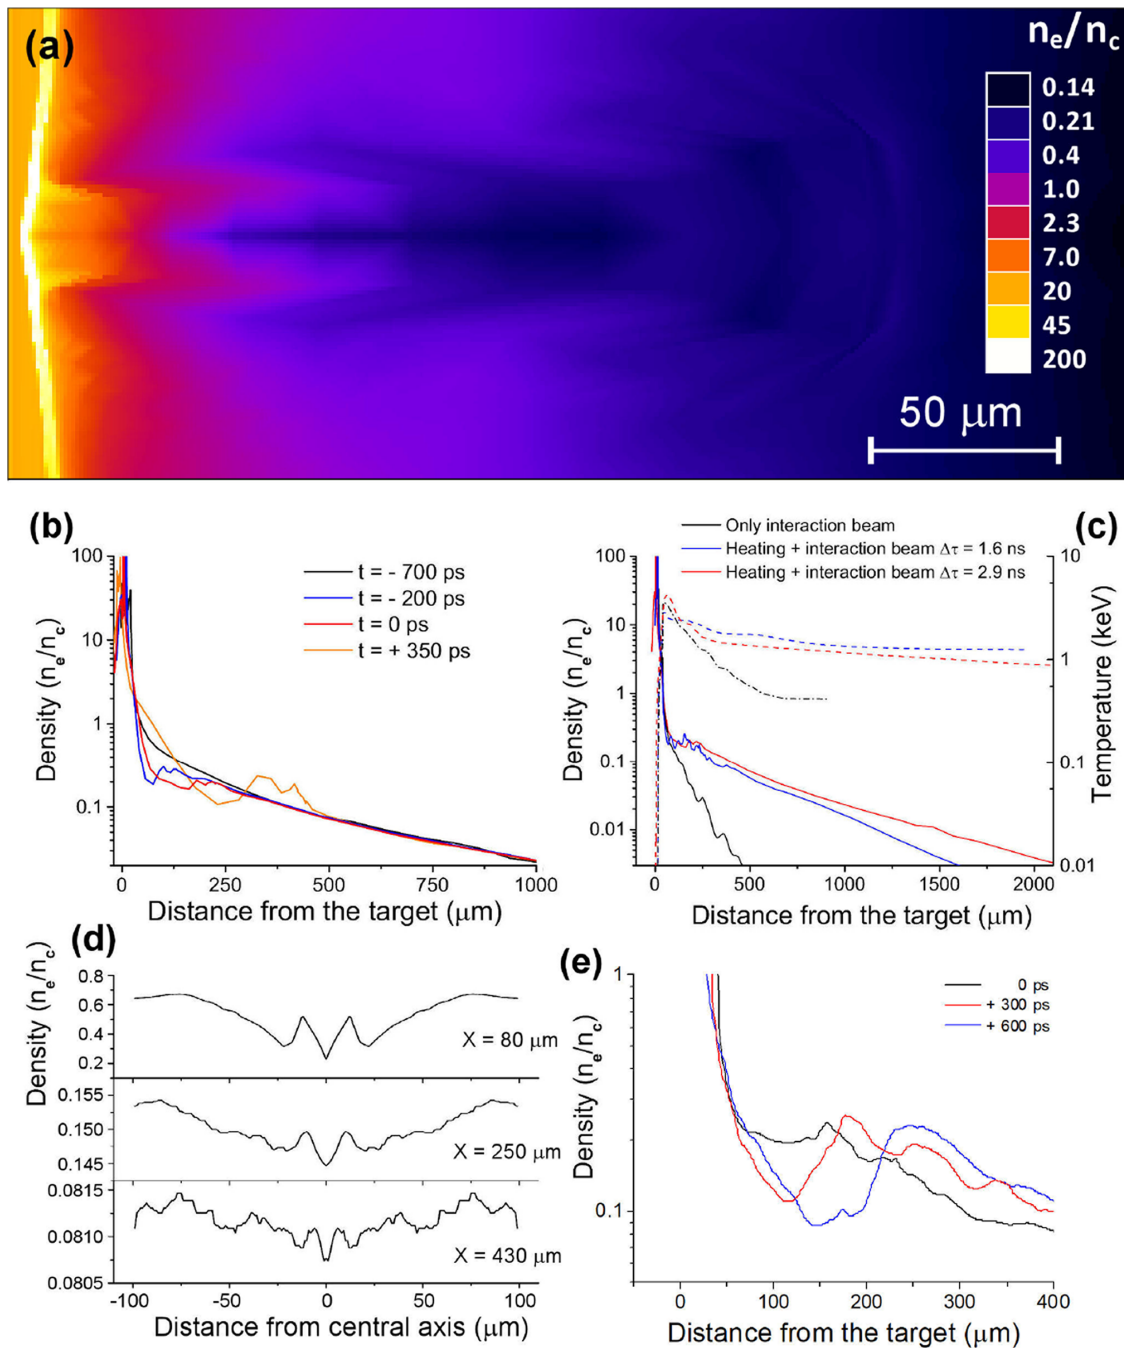 (a)
nₑ/n꜀
0.14
0.21
0.4
1.0
2.3
7.0
20
45
200
50 μm
(b)
Density (nₑ/n꜀)
100
10
1
0.1
t = - 700 ps
t = - 200 ps
t = 0 ps
t = + 350 ps
0 250 500 750 1000
Distance from the target (μm)
(c)
Only interaction beam
Heating + interaction beam Δτ = 1.6 ns
Heating + interaction beam Δτ = 2.9 ns
Density (nₑ/n꜀)
100
10
1
0.1
0.01
Temperature (keV)
10
1
0.1
0.01
0 500 1000 1500 2000
Distance from the target (μm)
(d)
Density (nₑ/n꜀)
0.8
0.6
0.4
0.2
X = 80 μm
0.155
0.150
0.145
X = 250 μm
0.0815
0.0810
0.0805
X = 430 μm
-100 -50 0 50 100
Distance from central axis (μm)
(e)
Density (nₑ/n꜀)
1
0.1
0 ps
+ 300 ps
+ 600 ps
0 100 200 300 400
Distance from the target (μm)